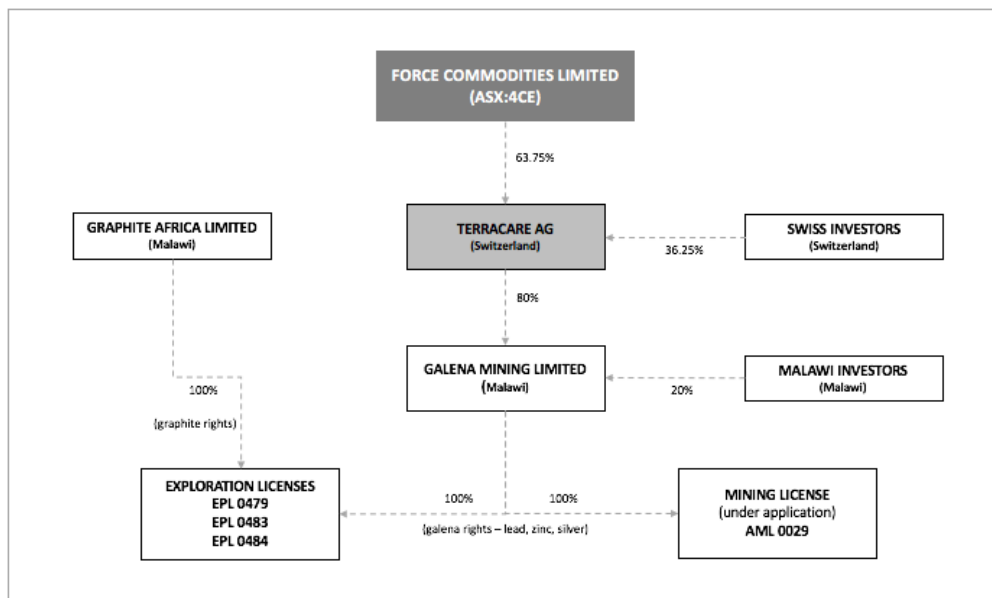 FORCE COMMODITIES LIMITED
(ASX:4CE)
63.75%
GRAPHITE AFRICA LIMITED
(Malawi)
TERRACARE AG
(Switzerland)
36.25%
SWISS INVESTORS
(Switzerland)
80%
GALENA MINING LIMITED
(Malawi)
20%
MALAWI INVESTORS
(Malawi)
100%
(graphite rights)
EXPLORATION LICENSES
EPL 0479
EPL 0483
EPL 0484
100%
100%
(galena rights – lead, zinc, silver)
MINING LICENSE
(under application)
AML 0029